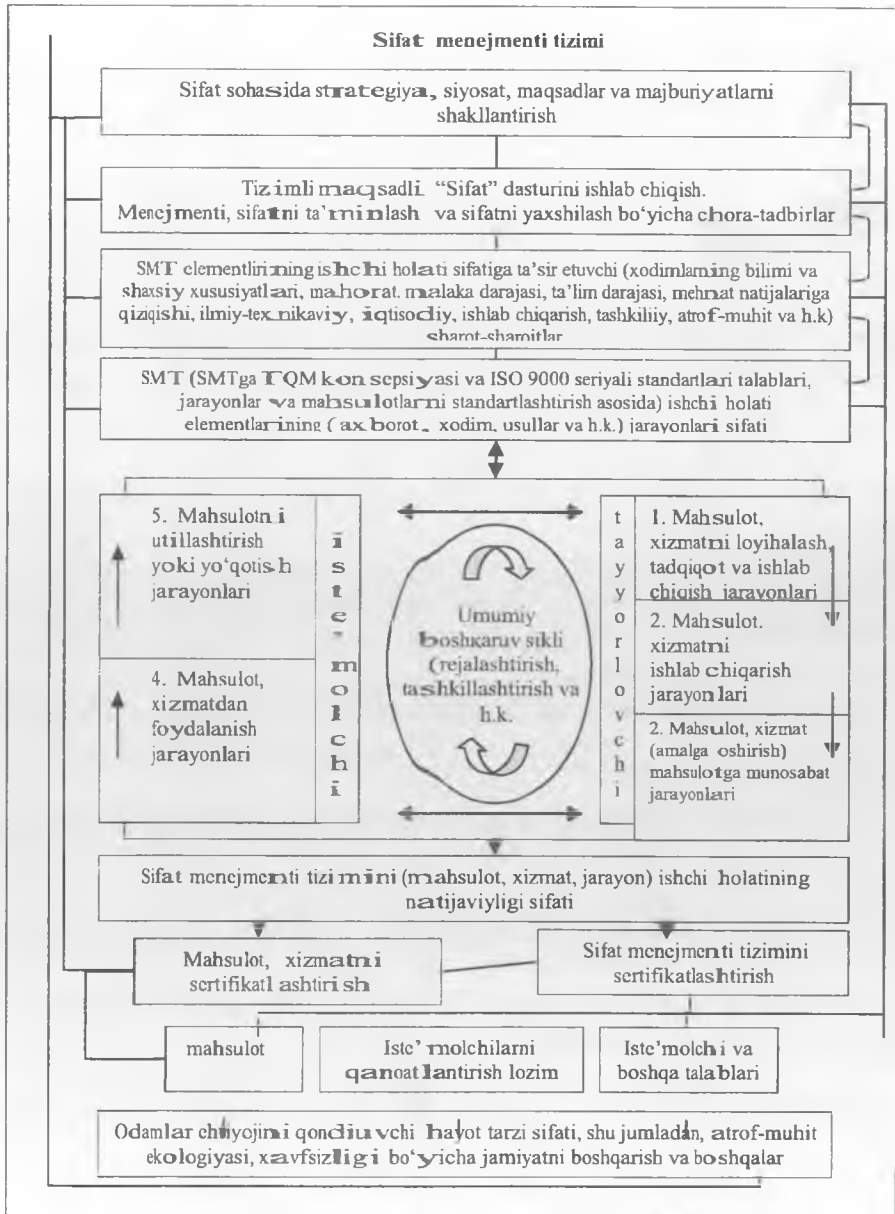 Sifat menejmenti tizimi
Sifat sohasida strategiya, siyosat, maqsadlar va majburiyatlarni
shakllantirish
Tizimli maqsadli “Sifat” dasturini ishlab chiqish.
Menejmenti, sifatni ta’minlash va sifatni yaxshilash bo‘yicha chora-tadbirlar
SMT elementlirining ishchi holati sifatiga ta’sir etuvchi (xodimlarning bilimi va
shaxsiy xususiyatlari, mahorat. malaka darajasi, ta’lim darajasi, mehnat natijalariga
qiziqishi, ilmiy-texnikaviy, iqtisodiy, ishlab chiqarish, tashkiliiy, atrof-muhit va h.k)
sharot-sharoitlar
SMT (SMTga TQM konsepsiyasi va ISO 9000 seriyali standartlari talablari,
jarayonlar va mahsulotlarni standartlashtirish asosida) ishchi holati
elementlarining (axborot, xodim, usullar va h.k.) jarayonlari sifati
5. Mahsulotni
utillashtirish
yoki yo‘qotish
jarayonlari
4. Mahsulot,
xizmatdan
foydalanish
jarayonlari
iste’molchi
Umumiy
boshxaruv sikli
(rejalashtirish,
tashkillashtirish va
h.k.
tayyorlovchi
1. Mahsulot,
xizmatni loyihalash,
tadqiqot va ishlab
chiqish jarayonlari
2. Mahsulot.
xizmatni
ishlab chiqarish
jarayonlari
2. Mahsulot, xizmat
(amalga oshirish)
mahsulotga munosabat
jarayonlari
Sifat menejmenti tizimini (mahsulot, xizmat, jarayon) ishchi holatining
natijaviyligi sifati
Mahsulot, xizmatni
sertifikatlashtirish
Sifat menejmenti tizimini
sertifikatlashtirish
mahsulot
Iste’molchilarni
qanoatlantirish lozim
Iste’molchi va
boshqa talablari
Odamlar qondiuvchi hayot tarzi sifati, shu jumladan, atrof-muhit
ekologiyasi, xavfsizligi bo‘yicha jamiyatni boshqarish va boshqalar